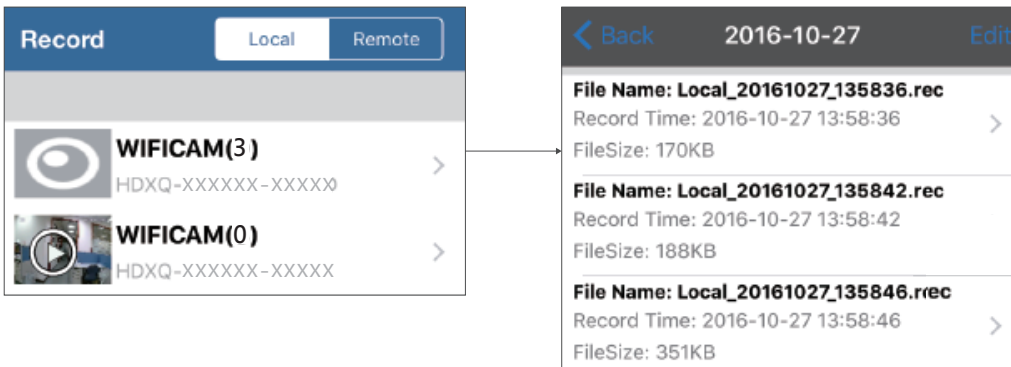 Record
Local
Remote
WIFICAM(3)
HDXQ-XXXXXX-XXXXX
WIFICAM(0)
HDXQ-XXXXXX-XXXXX
Back
2016-10-27
Edit
File Name: Local_20161027_135836.rec
Record Time: 2016-10-27 13:58:36
FileSize: 170KB
File Name: Local_20161027_135842.rec
Record Time: 2016-10-27 13:58:42
FileSize: 188KB
File Name: Local_20161027_135846.rec
Record Time: 2016-10-27 13:58:46
FileSize: 351KB